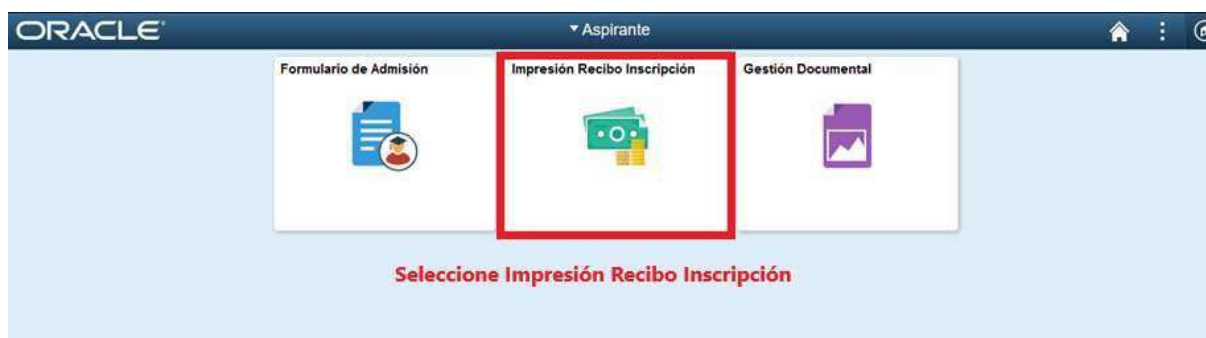 ORACLE
Aspirante
Formulario de Admisión
Impresión Recibo Inscripción
Gestión Documental
Seleccione Impresión Recibo Inscripción